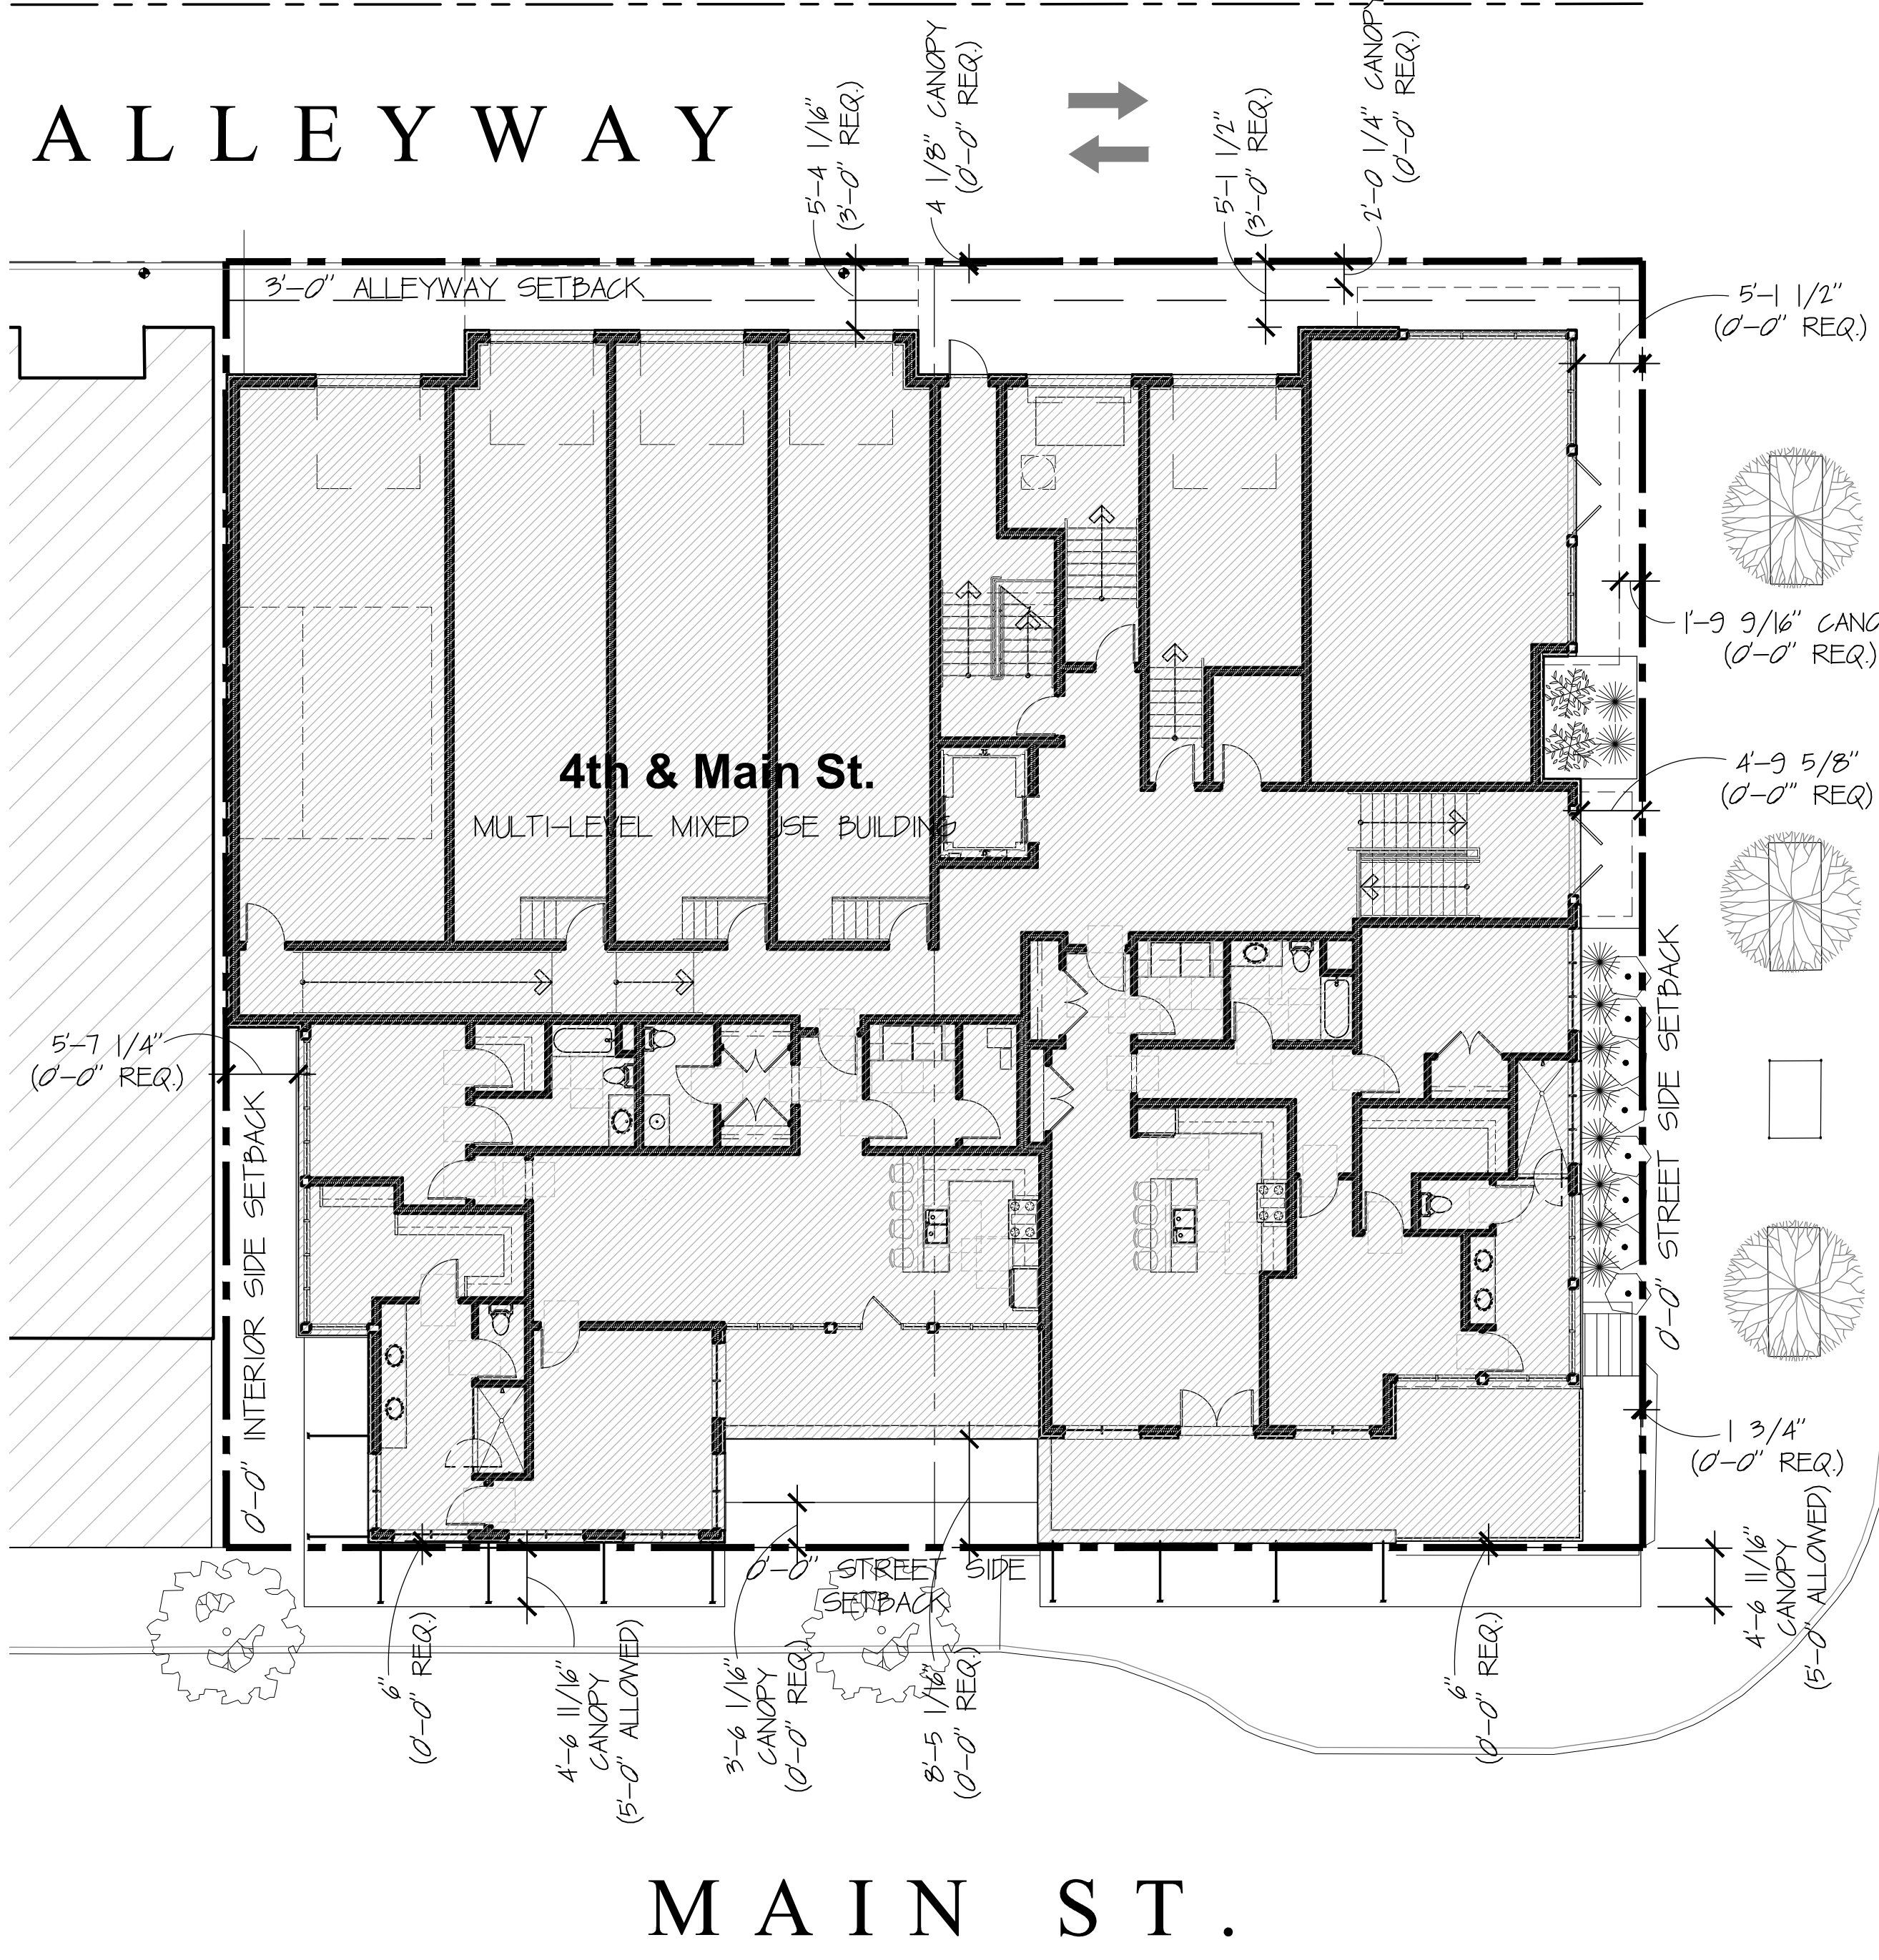 4 1/8" CANOPY
(0'-0" REQ.)
2'-0 1/4" CANOPY
(0'-0" REQ.)
ALLEYWAY
5'-4 1/16"
(3'-0" REQ.)
5'-1 1/2"
(3'-0" REQ.)
3'-0" ALLEYWAY SETBACK
5'-1 1/2"
(0'-0" REQ.)
1'-9 9/16" CANO
(0'-0" REQ.)
4th & Main St.
MULTI-LEVEL MIXED USE BUILDING
4'-9 5/8"
(0'-0'" REQ)
5'-7 1/4"
(0'-0" REQ.)
0'-0" INTERIOR SIDE SETBACK
0'-0" STREET SIDE SETBACK
1 3/4"
(0'-0" REQ.)
0'-0" STREET SIDE
SETBACK
6"
(0'-0" REQ.)
4'-6 11/16"
CANOPY
(5'-0" ALLOWED)
3'-6 1/16"
CANOPY
(0'-0" REQ.)
8'-5 1/16"
(0'-0" REQ.)
6"
(0'-0" REQ.)
4'-6 11/16"
CANOPY
(5'-0" ALLOWED)
MAIN ST.